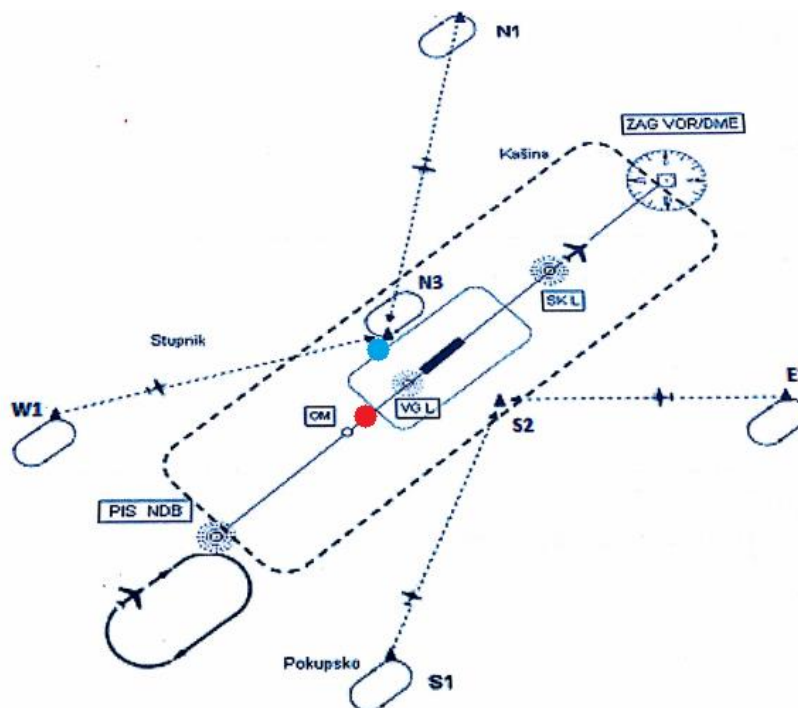 N1
ZAG VOR/DME
Kašina
N3
SK L
Stupnik
W1
OM
VG L
S2
E
PIS NDB
Pokupsko
S1